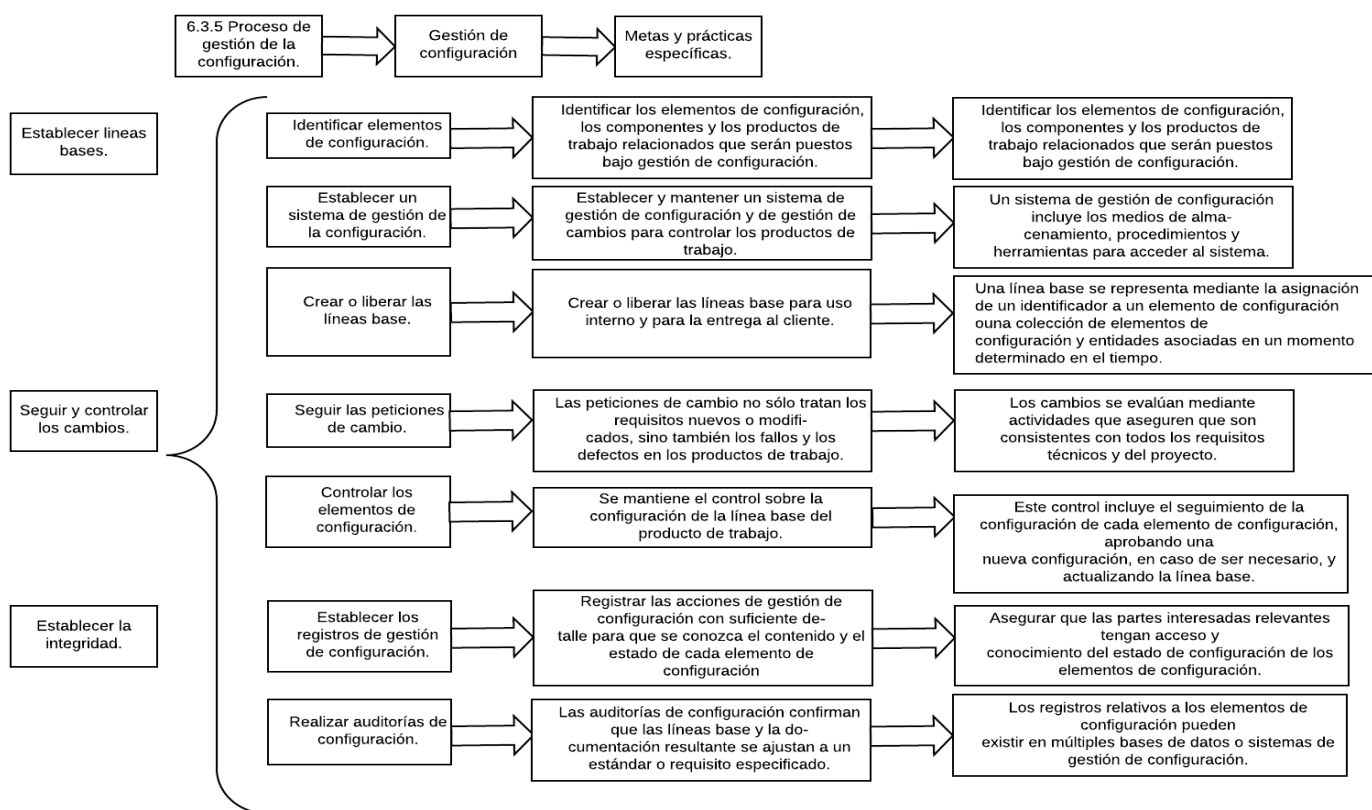 6.3.5 Proceso de
gestión de la
configuración.
Gestión de
configuración
Metas y prácticas
específicas.
Establecer lineas
bases.
Identificar elementos
de configuración.
Identificar los elementos de configuración,
los componentes y los productos de
trabajo relacionados que serán puestos
bajo gestión de configuración.
Identificar los elementos de configuración,
los componentes y los productos de
trabajo relacionados que serán puestos
bajo gestión de configuración.
Establecer un
sistema de gestión de
la configuración.
Establecer y mantener un sistema de
gestión de configuración y de gestión de
cambios para controlar los productos de
trabajo.
Un sistema de gestión de configuración
incluye los medios de alma-
cenamiento, procedimientos y
herramientas para acceder al sistema.
Crear o liberar las
líneas base.
Crear o liberar las líneas base para uso
interno y para la entrega al cliente.
Una línea base se representa mediante la asignación
de un identificador a un elemento de configuración
ouna colección de elementos de
configuración y entidades asociadas en un momento
determinado en el tiempo.
Seguir y controlar
los cambios.
Seguir las peticiones
de cambio.
Las peticiones de cambio no sólo tratan los
requisitos nuevos o modifi-
cados, sino también los fallos y los
defectos en los productos de trabajo.
Los cambios se evalúan mediante
actividades que aseguren que son
consistentes con todos los requisitos
técnicos y del proyecto.
Controlar los
elementos de
configuración.
Se mantiene el control sobre la
configuración de la línea base del
producto de trabajo.
Este control incluye el seguimiento de la
configuración de cada elemento de configuración,
aprobando una
nueva configuración, en caso de ser necesario, y
actualizando la línea base.
Establecer la
integridad.
Establecer los
registros de gestión
de configuración.
Registrar las acciones de gestión de
configuración con suficiente de-
talle para que se conozca el contenido y el
estado de cada elemento de
configuración
Asegurar que las partes interesadas relevantes
tengan acceso y
conocimiento del estado de configuración de los
elementos de configuración.
Realizar auditorías de
configuración.
Las auditorías de configuración confirman
que las líneas base y la do-
cumentación resultante se ajustan a un
estándar o requisito especificado.
Los registros relativos a los elementos de
configuración pueden
existir en múltiples bases de datos o sistemas de
gestión de configuración.